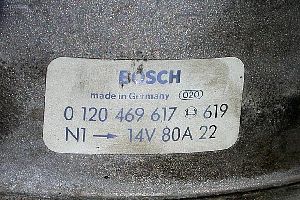 BOSCH
made in Germany 020
0 120 469 617 619
N1 → 14V 80A 22